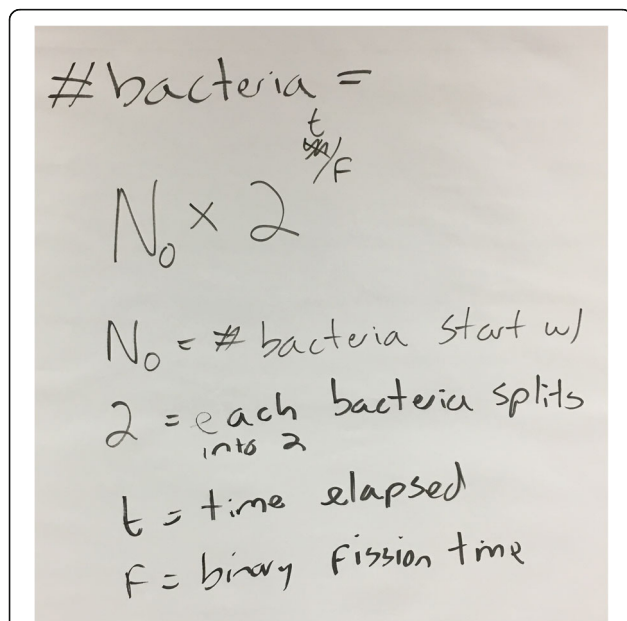 #bacteria =
N₀ × 2^(t/F)
N₀ = # bacteria start w/
2 = each bacteria splits
into 2
t = time elapsed
F = binary fission time